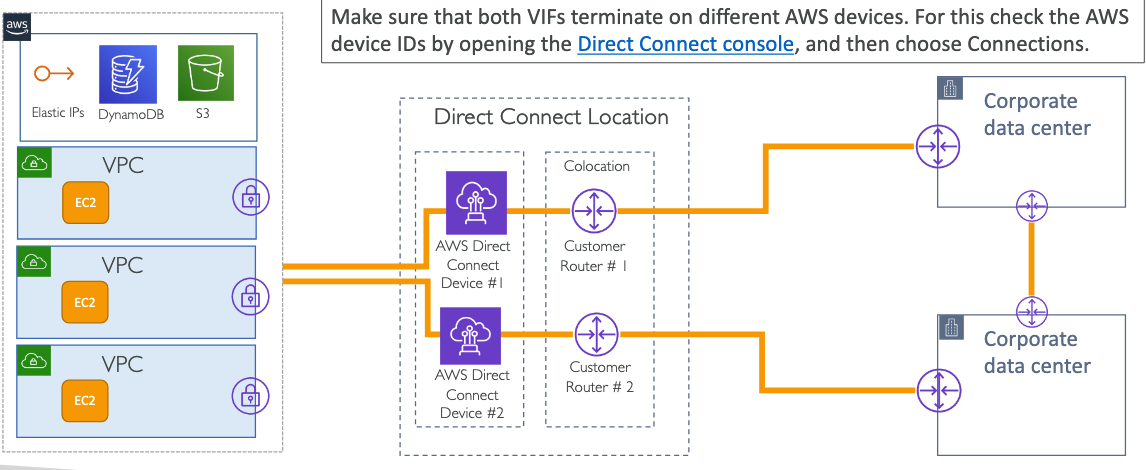 Make sure that both VIFs terminate on different AWS devices. For this check the AWS
device IDs by opening the Direct Connect console, and then choose Connections.
aws
Elastic IPs
DynamoDB
S3
VPC
EC2
VPC
EC2
VPC
EC2
Direct Connect Location
Colocation
AWS Direct
Connect
Device #1
Customer
Router # 1
AWS Direct
Connect
Device #2
Customer
Router # 2
Corporate
data center
Corporate
data center